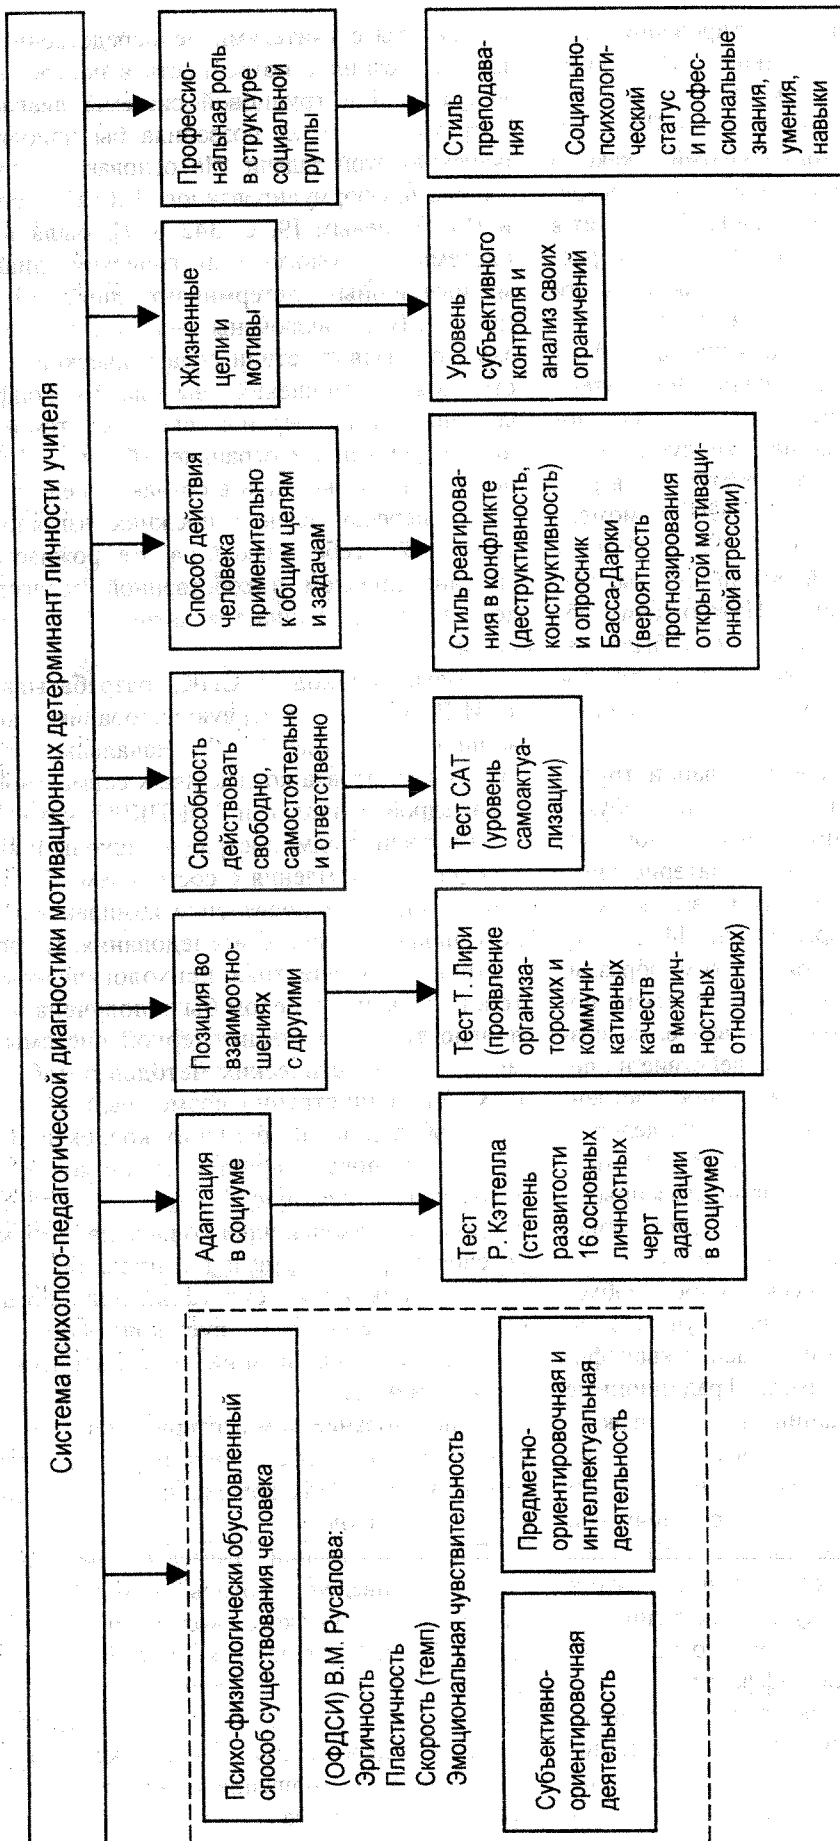 Система психолого-педагогической диагностики мотивационных детерминант личности учителя
Психо-физиологически обусловленный
способ существования человека
(ОФДСИ) В.М. Русалова:
Эргичность
Пластичность
Скорость (темп)
Эмоциональная чувствительность
Субъективно-
ориентировочная
деятельность
Предметно-
ориентировочная и
интеллектуальная
деятельность
Адаптация
в социуме
Тест
Р. Кэттелла
(степень
развитости
16 основных
личностных
черт
адаптации
в социуме)
Позиция во
взаимоотно-
шениях
с другими
Тест Т. Лири
(проявление
организа-
торских и
коммуни-
кативных
качеств
в межлич-
ностных
отношениях)
Способность
действовать
свободно,
самостоятельно
и ответственно
Тест САТ
(уровень
самоактуа-
лизации)
Способ действия
человека
применительно
к общим целям
и задачам
Стиль реагирова-
ния в конфликте
(деструктивность,
конструктивность)
и опросник
Басса-Дарки
(вероятность
прогнозирования
открытой мотиваци-
онной агрессии)
Жизненные
цели и
мотивы
Уровень
субъективного
контроля и
анализ своих
ограничений
Профессио-
нальная роль
в структуре
социальной
группы
Стиль
преподава-
ния
Социально-
психологи-
ческий
статус
и профес-
сиональные
знания,
умения,
навыки